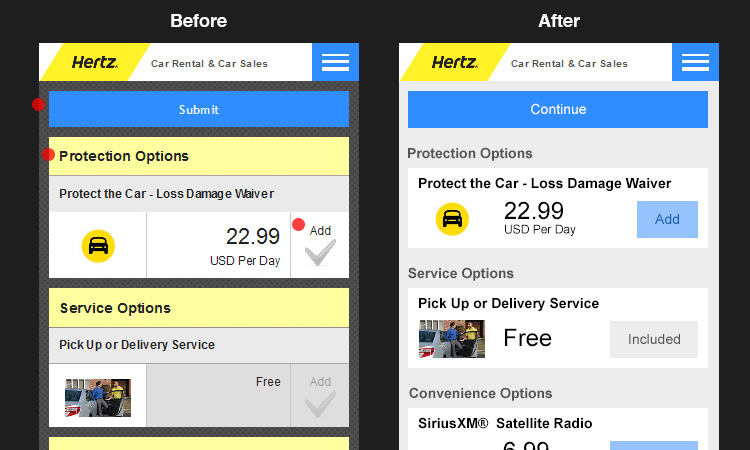 Before
Hertz.
Car Rental & Car Sales
Submit
Protection Options
Protect the Car - Loss Damage Waiver
22.99
USD Per Day
Add
Service Options
Pick Up or Delivery Service
Free
Add
After
Hertz.
Car Rental & Car Sales
Continue
Protection Options
Protect the Car - Loss Damage Waiver
22.99
USD Per Day
Add
Service Options
Pick Up or Delivery Service
Free
Included
Convenience Options
SiriusXM® Satellite Radio
6.99